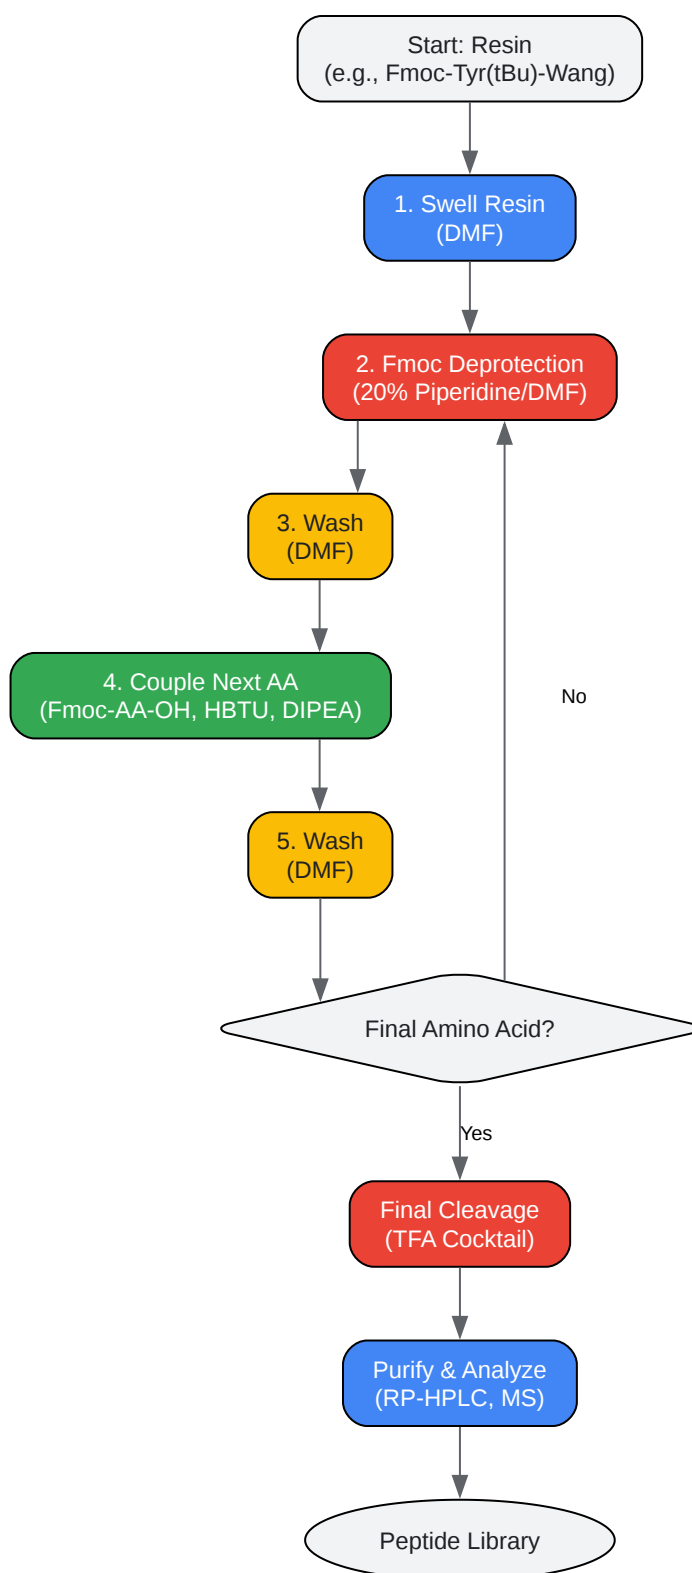 Start: Resin
(e.g., Fmoc-Tyr(tBu)-Wang)
1. Swell Resin
(DMF)
2. Fmoc Deprotection
(20% Piperidine/DMF)
3. Wash
(DMF)
4. Couple Next AA
(Fmoc-AA-OH, HBTU, DIPEA)
No
5. Wash
(DMF)
Final Amino Acid?
Yes
Final Cleavage
(TFA Cocktail)
Purify & Analyze
(RP-HPLC, MS)
Peptide Library